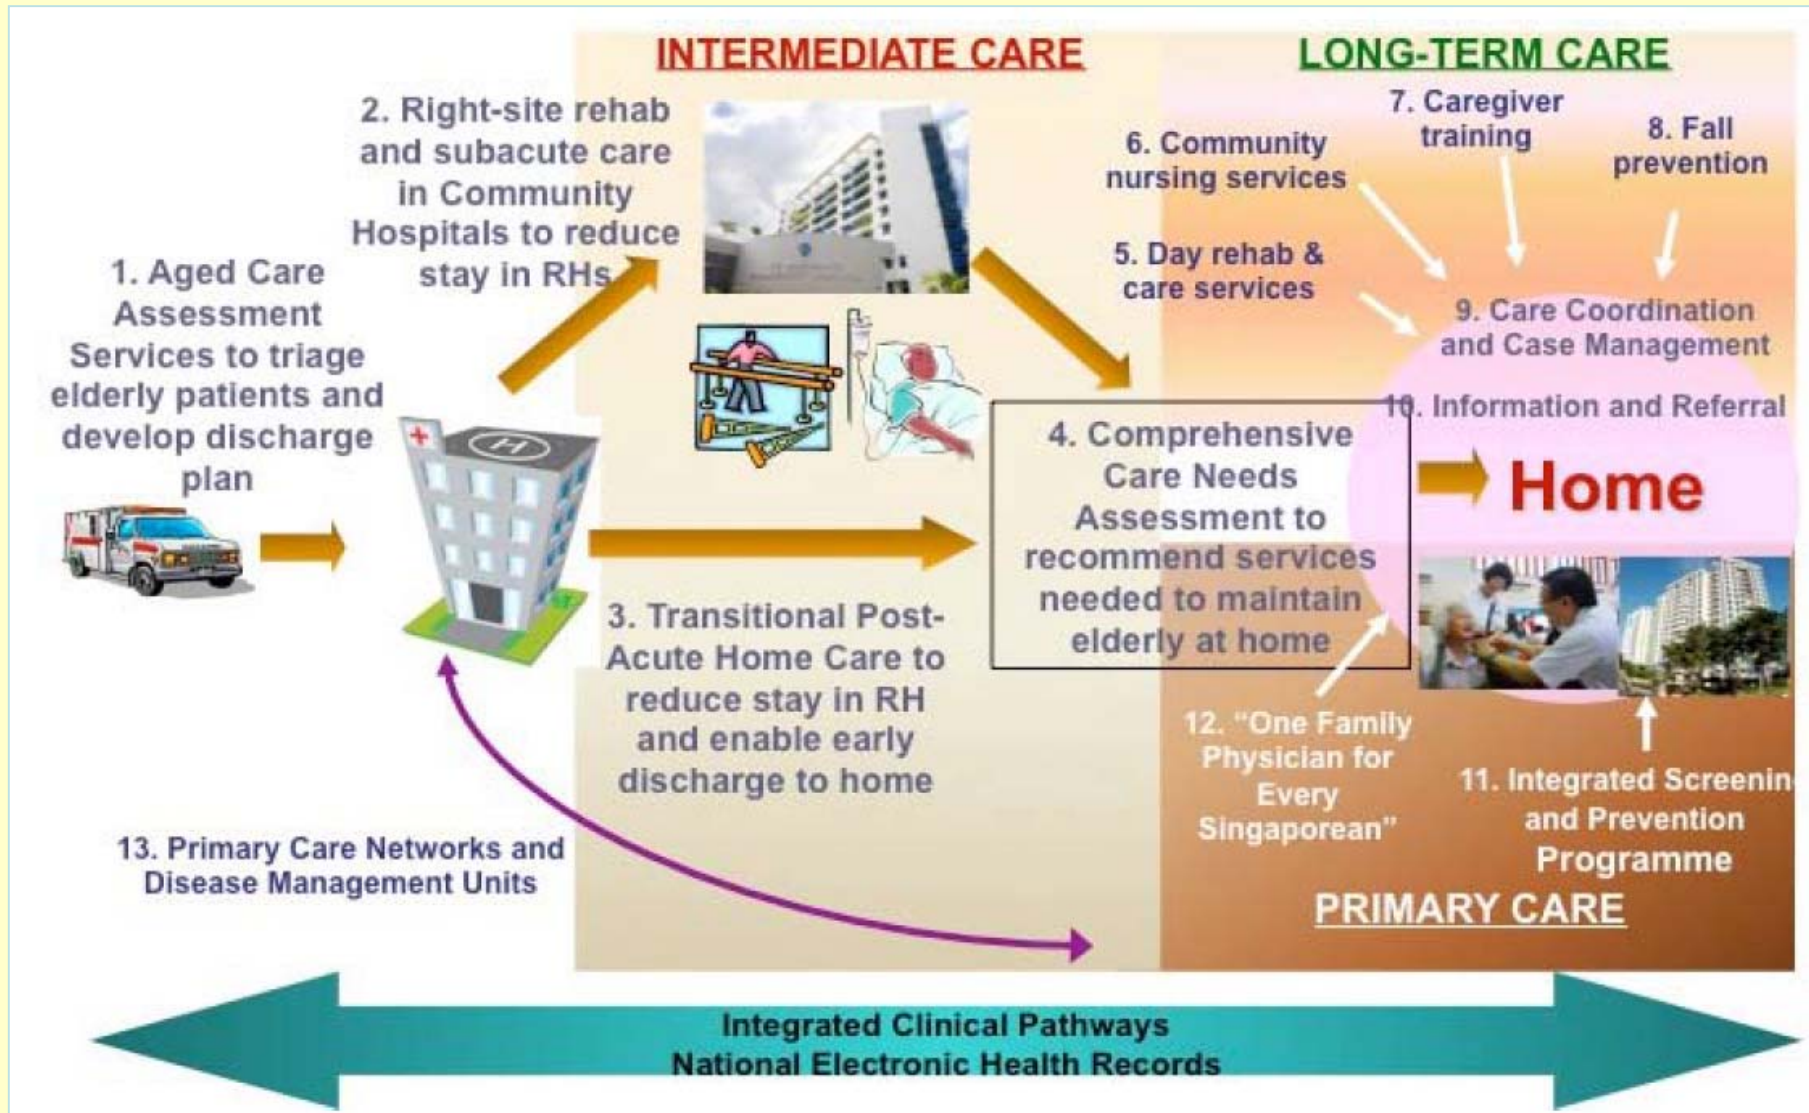 INTERMEDIATE CARE
LONG-TERM CARE
1. Aged Care
Assessment
Services to triage
elderly patients and
develop discharge
plan
2. Right-site rehab
and subacute care
in Community
Hospitals to reduce
stay in RHs
H
3. Transitional Post-
Acute Home Care to
reduce stay in RH
and enable early
discharge to home
4. Comprehensive
Care Needs
Assessment to
recommend services
needed to maintain
elderly at home
5. Day rehab &
care services
6. Community
nursing services
7. Caregiver
training
8. Fall
prevention
9. Care Coordination
and Case Management
10. Information and Referral
Home
11. Integrated Screenin
and Prevention
Programme
12. “One Family
Physician for
Every
Singaporean”
PRIMARY CARE
13. Primary Care Networks and
Disease Management Units
Integrated Clinical Pathways
National Electronic Health Records